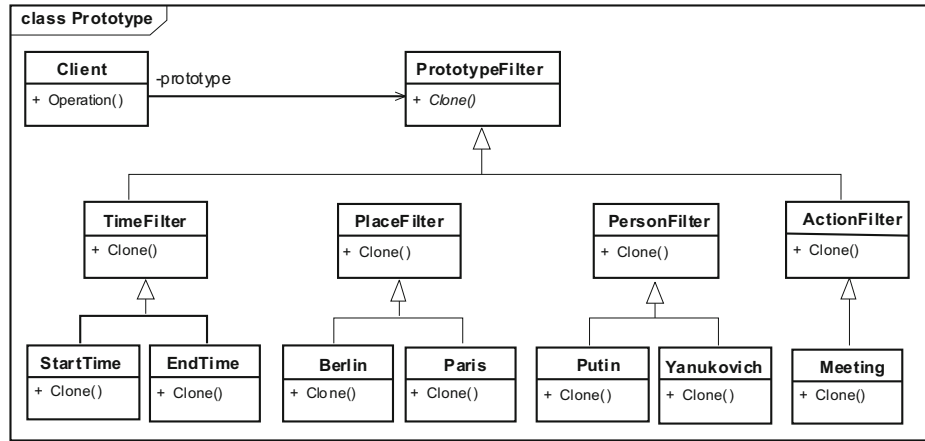 class Prototype
Client
+ Operation()
-prototype
PrototypeFilter
+ Clone()
TimeFilter
+ Clone()
PlaceFilter
+ Clone()
PersonFilter
+ Clone()
ActionFilter
+ Clone()
StartTime
+ Clone()
EndTime
+ Clone()
Berlin
+ Clone()
Paris
+ Clone()
Putin
+ Clone()
Yanukovich
+ Clone()
Meeting
+ Clone()